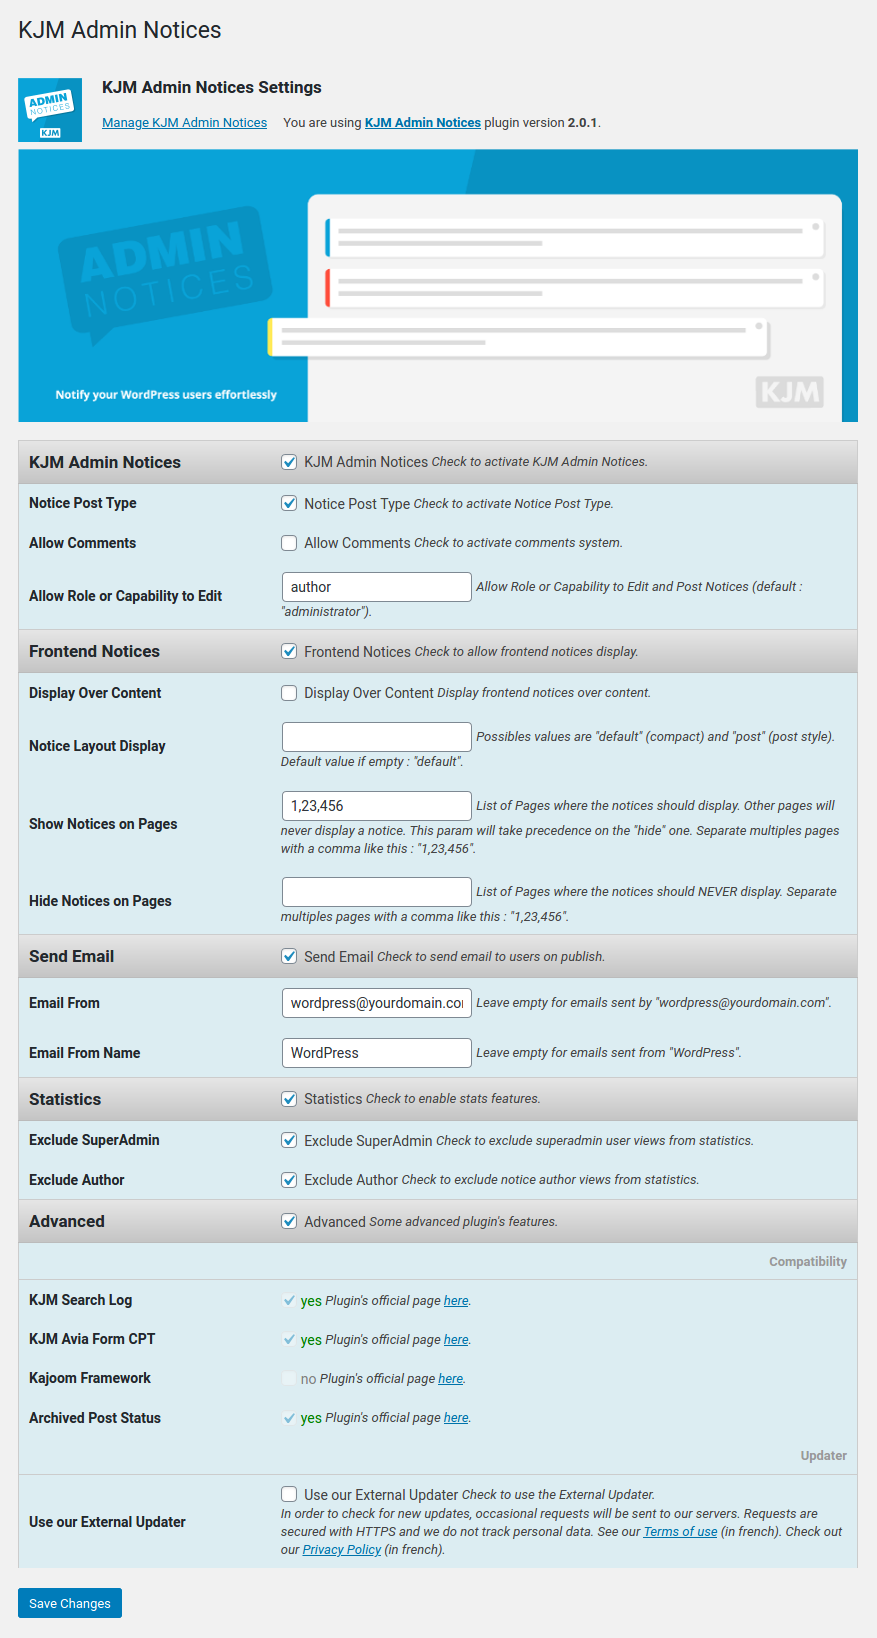 KJM Admin Notices
ADMIN
NOTICES
KJM
KJM Admin Notices Settings
Manage KJM Admin Notices You are using KJM Admin Notices plugin version 2.0.1.
ADMIN
NOTICES
Notify your WordPress users effortlessly
KJM
KJM Admin Notices KJM Admin Notices Check to activate KJM Admin Notices.
Notice Post Type Notice Post Type Check to activate Notice Post Type.
Allow Comments Allow Comments Check to activate comments system.
Allow Role or Capability to Edit author Allow Role or Capability to Edit and Post Notices (default :
"administrator").
Frontend Notices Frontend Notices Check to allow frontend notices display.
Display Over Content Display Over Content Display frontend notices over content.
Notice Layout Display Possibles values are "default" (compact) and "post" (post style).
Default value if empty : "default".
Show Notices on Pages 1,23,456 List of Pages where the notices should display. Other pages will
never display a notice. This param will take precedence on the "hide" one. Separate multiples pages
with a comma like this : "1,23,456".
Hide Notices on Pages List of Pages where the notices should NEVER display. Separate
multiples pages with a comma like this : "1,23,456".
Send Email Send Email Check to send email to users on publish.
Email From wordpress@yourdomain.co Leave empty for emails sent by "wordpress@yourdomain.com".
Email From Name WordPress Leave empty for emails sent from "WordPress".
Statistics Statistics Check to enable stats features.
Exclude SuperAdmin Exclude SuperAdmin Check to exclude superadmin user views from statistics.
Exclude Author Exclude Author Check to exclude notice author views from statistics.
Advanced Advanced Some advanced plugin's features.
Compatibility
KJM Search Log yes Plugin's official page here.
KJM Avia Form CPT yes Plugin's official page here.
Kajoom Framework no Plugin's official page here.
Archived Post Status yes Plugin's official page here.
Updater
Use our External Updater Use our External Updater Check to use the External Updater.
In order to check for new updates, occasional requests will be sent to our servers. Requests are
secured with HTTPS and we do not track personal data. See our Terms of use (in french). Check out
our Privacy Policy (in french).
Save Changes